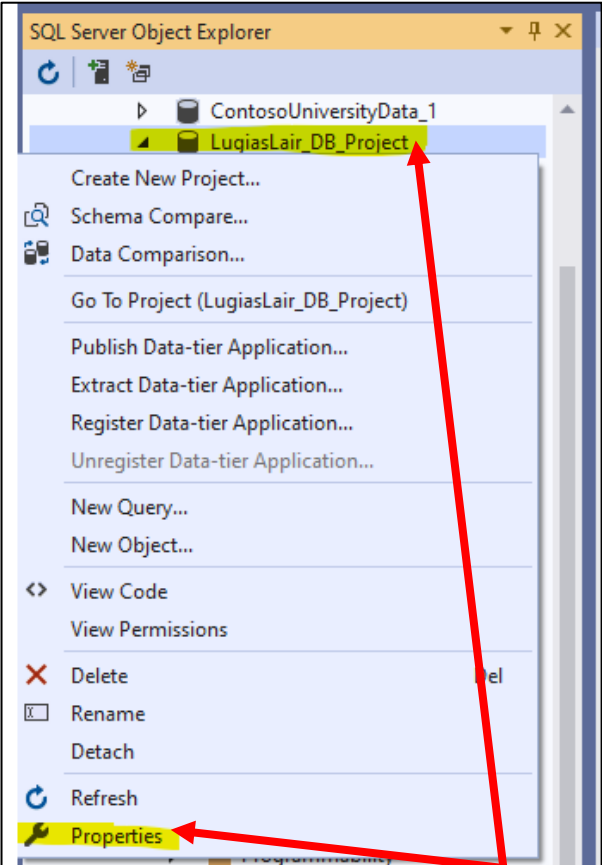 SQL Server Object Explorer
ContosoUniversityData_1
LugiasLair_DB_Project
Create New Project...
Schema Compare...
Data Comparison...
Go To Project (LugiasLair_DB_Project)
Publish Data-tier Application...
Extract Data-tier Application...
Register Data-tier Application...
Unregister Data-tier Application...
New Query...
New Object...
View Code
View Permissions
Delete Del
Rename
Detach
Refresh
Properties
Programmability